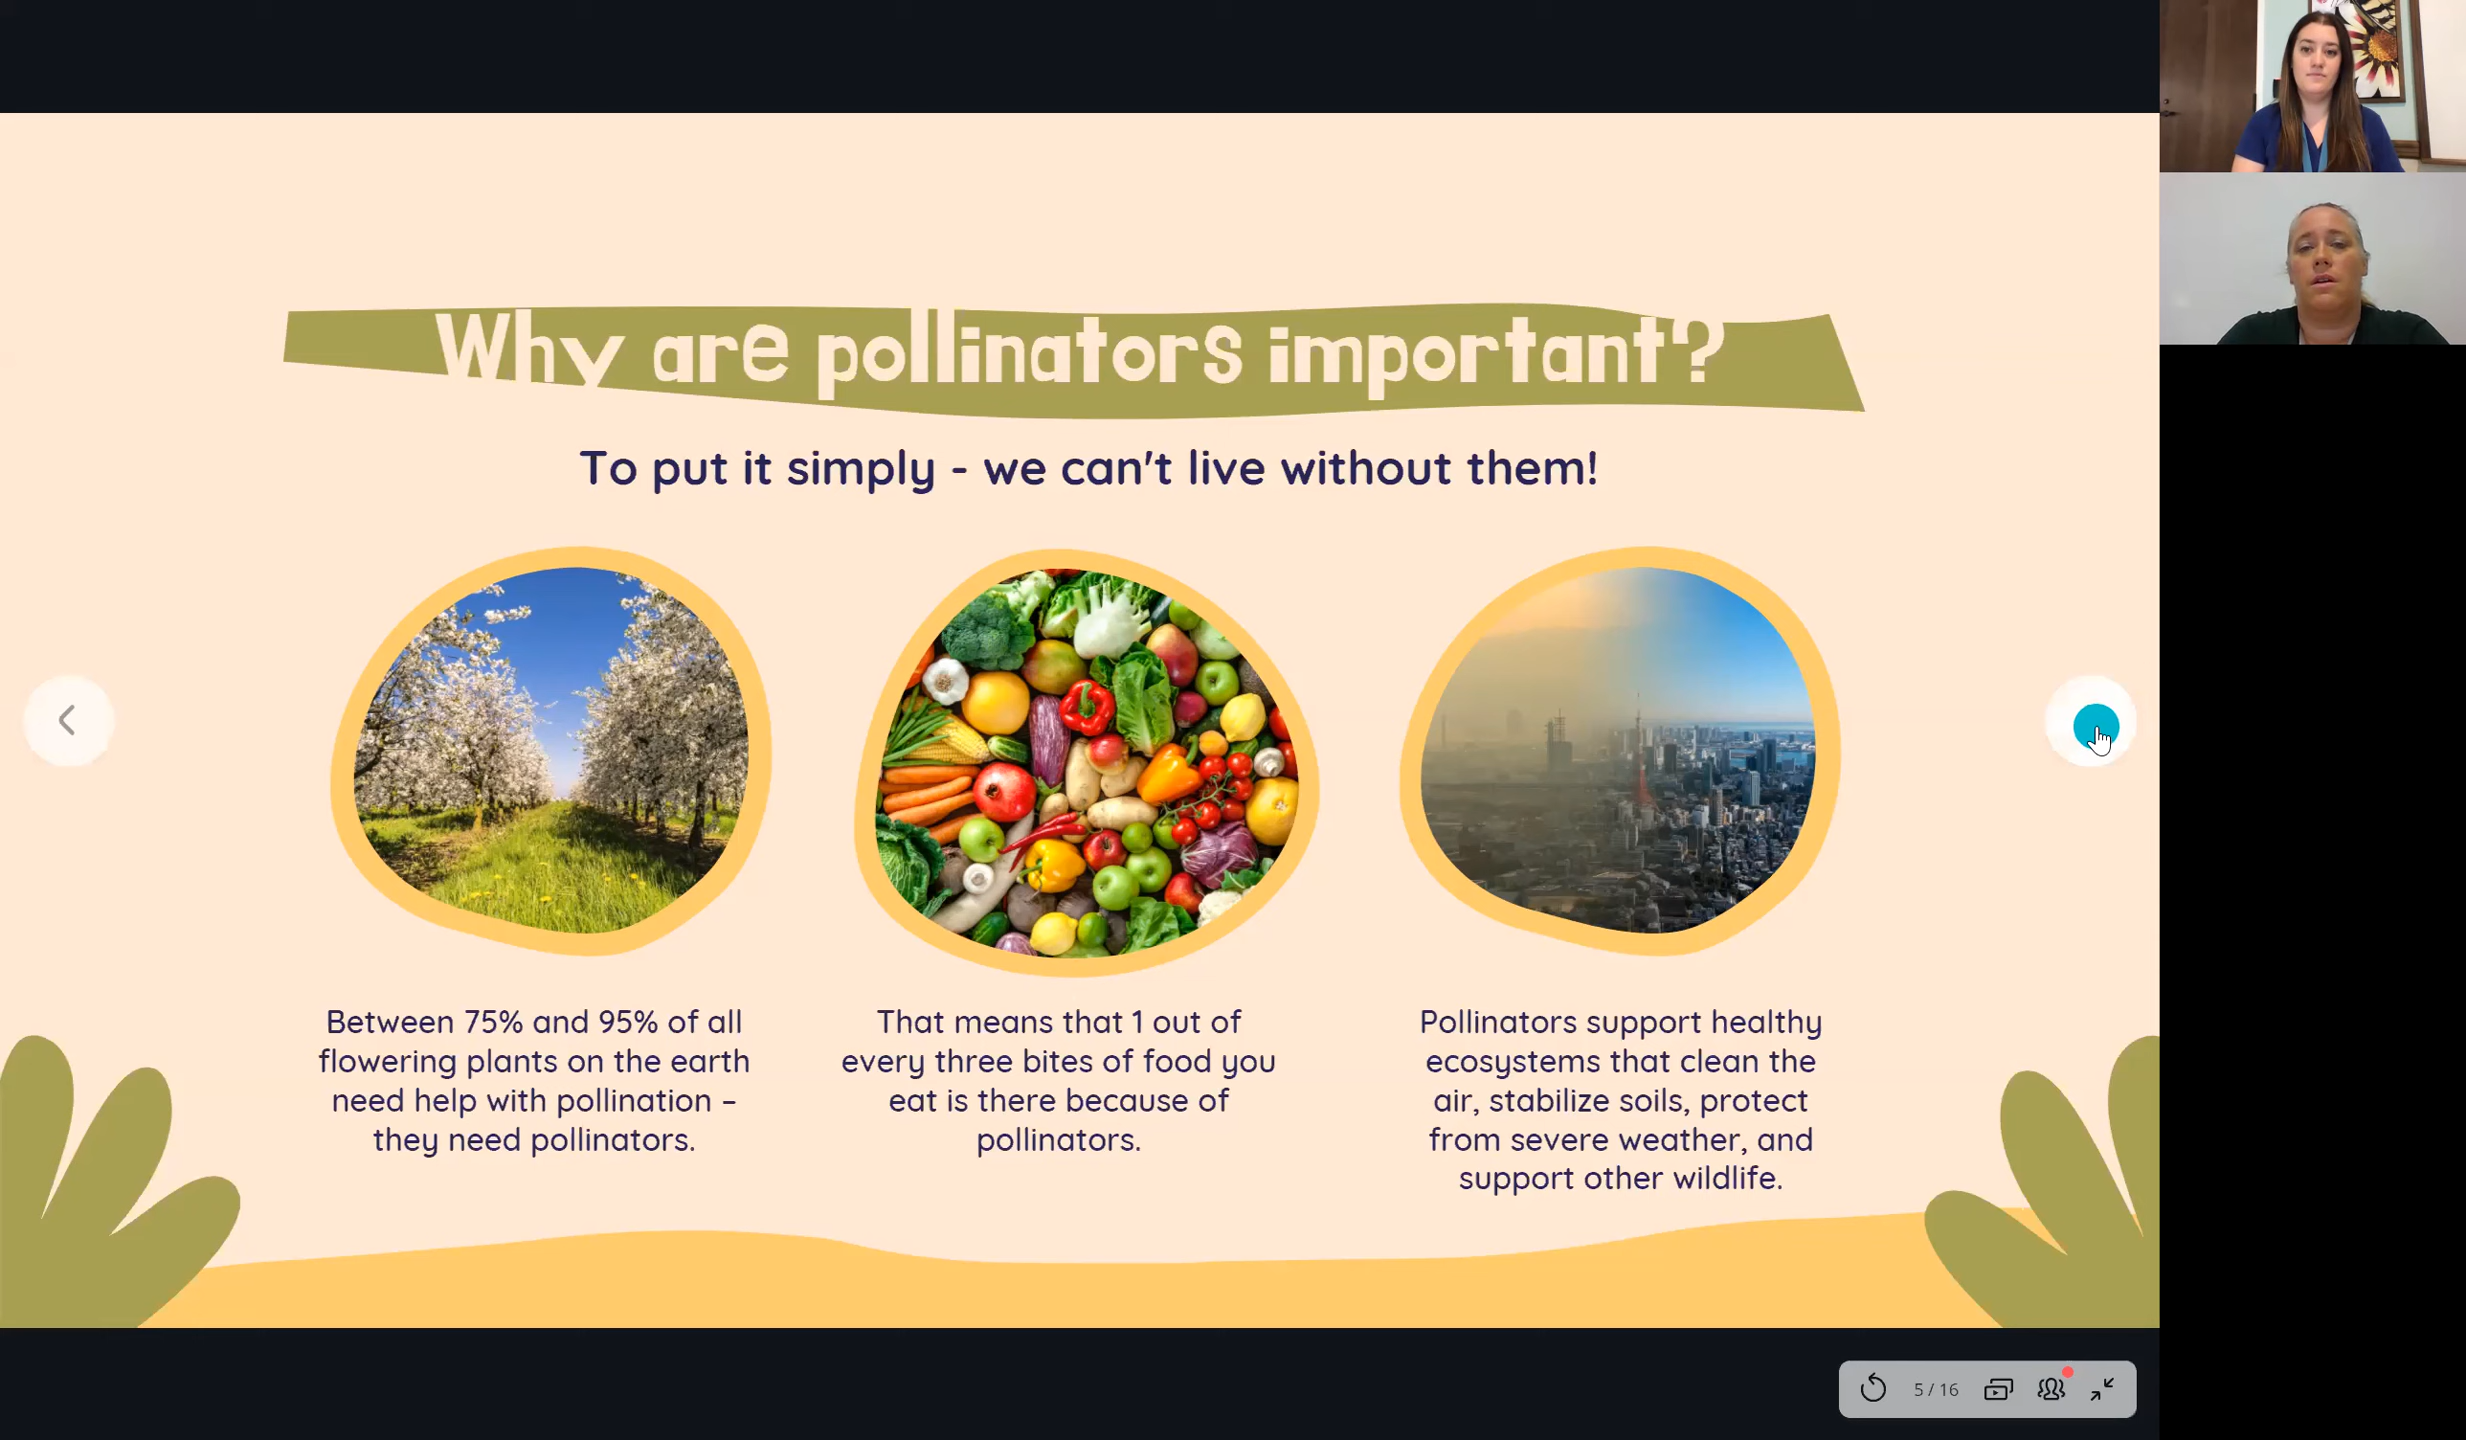 Why are pollinators important?
To put it simply - we can't live without them!
Between 75% and 95% of all
flowering plants on the earth
need help with pollination –
they need pollinators.
That means that 1 out of
every three bites of food you
eat is there because of
pollinators.
Pollinators support healthy
ecosystems that clean the
air, stabilize soils, protect
from severe weather, and
support other wildlife.
5 / 16